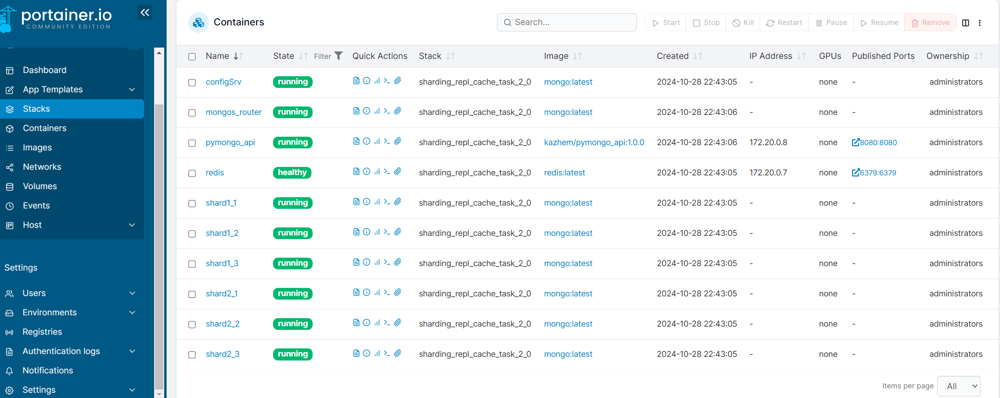 portainer.io
COMMUNITY EDITION
Dashboard
App Templates
Stacks
Containers
Images
Networks
Volumes
Events
Host
Settings
Users
Environments
Registries
Authentication logs
Notifications
Settings
Containers
Search...
Start Stop Kill Restart Pause Resume Remove
Name State Filter Quick Actions Stack Image Created IP Address GPUs Published Ports Ownership
configSrv running sharding_repl_cache_task_2_0 mongo:latest 2024-10-28 22:43:05 - none - administrators
mongos_router running sharding_repl_cache_task_2_0 mongo:latest 2024-10-28 22:43:06 - none - administrators
pymongo_api running sharding_repl_cache_task_2_0 kazhem/pymongo_api:1.0.0 2024-10-28 22:43:06 172.20.0.8 none 8080:8080 administrators
redis healthy sharding_repl_cache_task_2_0 redis:latest 2024-10-28 22:43:05 172.20.0.7 none 6379:6379 administrators
shard1_1 running sharding_repl_cache_task_2_0 mongo:latest 2024-10-28 22:43:05 - none - administrators
shard1_2 running sharding_repl_cache_task_2_0 mongo:latest 2024-10-28 22:43:05 - none - administrators
shard1_3 running sharding_repl_cache_task_2_0 mongo:latest 2024-10-28 22:43:05 - none - administrators
shard2_1 running sharding_repl_cache_task_2_0 mongo:latest 2024-10-28 22:43:05 - none - administrators
shard2_2 running sharding_repl_cache_task_2_0 mongo:latest 2024-10-28 22:43:05 - none - administrators
shard2_3 running sharding_repl_cache_task_2_0 mongo:latest 2024-10-28 22:43:05 - none - administrators
Items per page All